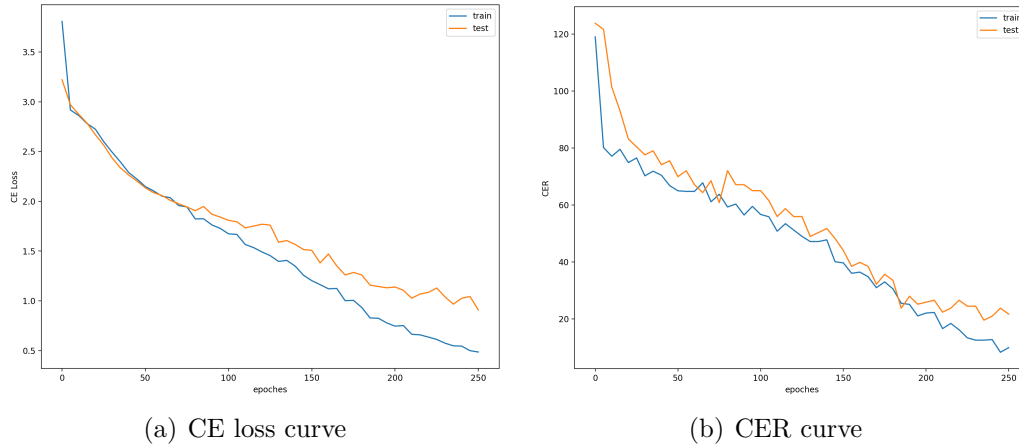 train
test
3.5
3.0
2.5
2.0
1.5
1.0
0.5
CE Loss
0 50 100 150 200 250
epoches
(a) CE loss curve
train
test
120
100
80
60
40
20
CER
0 50 100 150 200 250
epoches
(b) CER curve